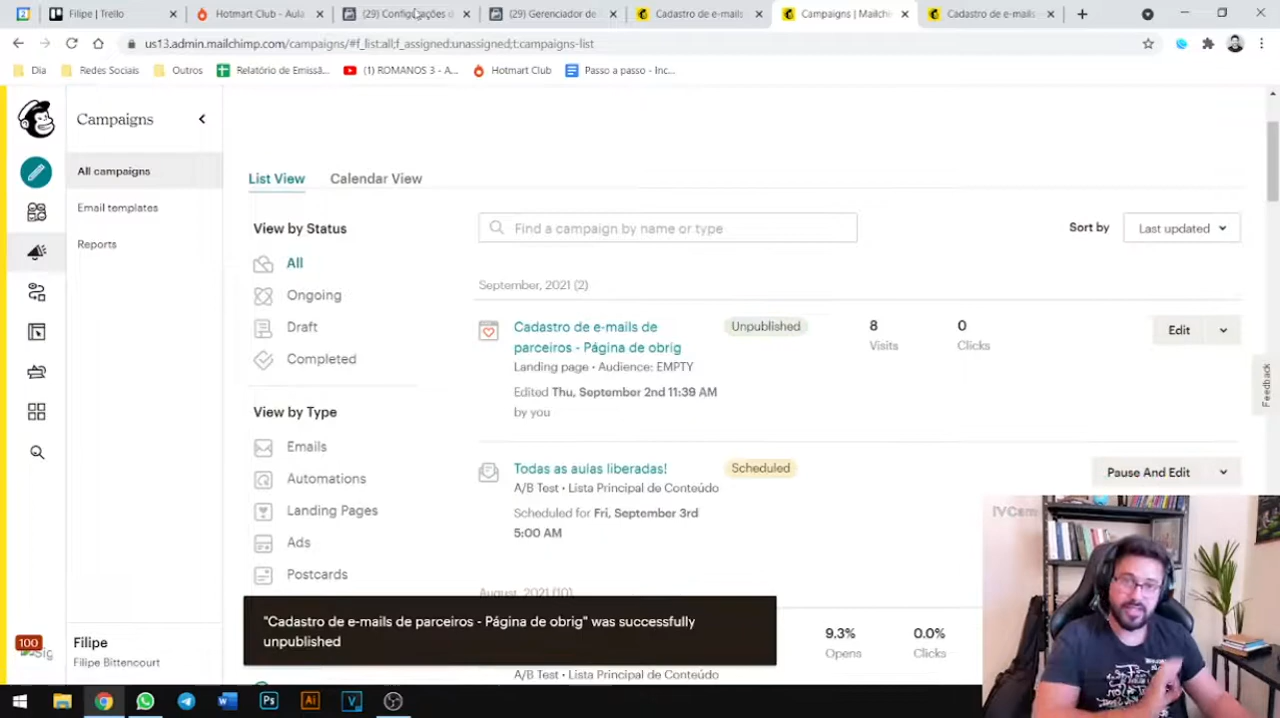 Filipe | Trello
Hotmart Club - Aula
(29) Configurações d
(29) Gerenciador de
Cadastro de e-mails
Campaigns | Mailchi
Cadastro de e-mails
us13.admin.mailchimp.com/campaigns/#f_list:all;f_assigned:unassigned;t:campaigns-list
Dia
Redes Sociais
Outros
Relatório de Emissã...
(1) ROMANOS 3 - A...
Hotmart Club
Passo a passo - Inc...
Campaigns
All campaigns
Email templates
Reports
List View
Calendar View
View by Status
All
Ongoing
Draft
Completed
View by Type
Emails
Automations
Landing Pages
Ads
Postcards
Find a campaign by name or type
Sort by
Last updated
September, 2021 (2)
Cadastro de e-mails de
parceiros - Página de obrig
Unpublished
8
Visits
0
Clicks
Edit
Landing page • Audience: EMPTY
Edited Thu, September 2nd 11:39 AM
by you
Todas as aulas liberadas!
Scheduled
Pause And Edit
A/B Test • Lista Principal de Conteúdo
Scheduled for Fri, September 3rd
5:00 AM
August, 2021 (10)
9.3%
Opens
0.0%
Clicks
A/B Test • Lista Principal de Conteúdo
"Cadastro de e-mails de parceiros - Página de obrig" was successfully
unpublished
Feedback
IVCam
100
Sig
Filipe
Filipe Bittencourt